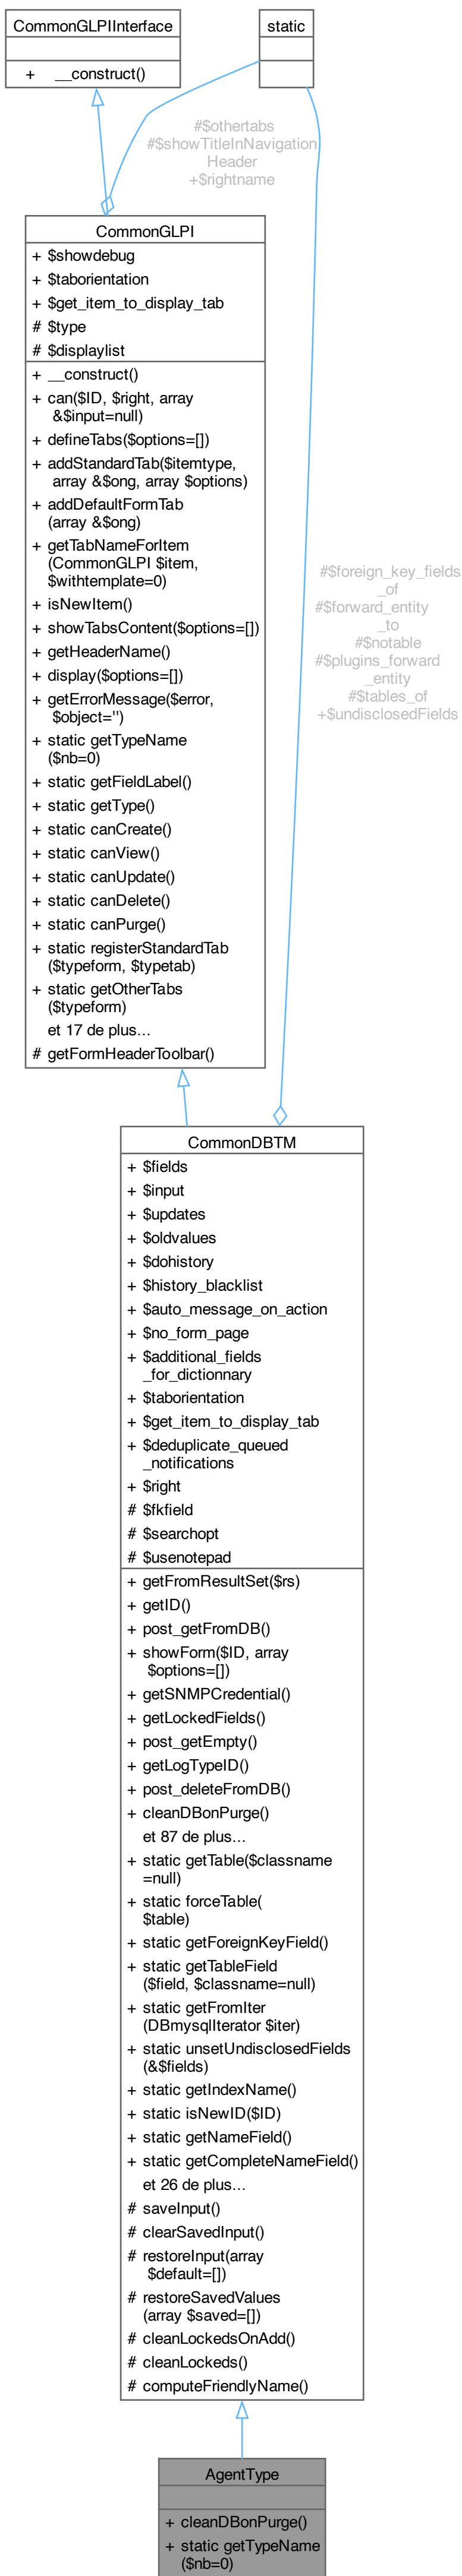 CommonGLPIInterface
+ __construct()
static
#$othertabs
#$showTitleInNavigation
Header
+$rightname
CommonGLPI
+ $showdebug
+ $taborientation
+ $get_item_to_display_tab
# $type
# $displaylist
+ __construct()
+ can($ID, $right, array
&$input=null)
+ defineTabs($options=[])
+ addStandardTab($itemtype,
array &$ong, array $options)
+ addDefaultFormTab
(array &$ong)
+ getTabNameForItem
(CommonGLPI $item,
$withtemplate=0)
+ isNewItem()
+ showTabsContent($options=[])
+ getHeaderName()
+ display($options=[])
+ getErrorMessage($error,
$object='')
+ static getTypeName
($nb=0)
+ static getFieldLabel()
+ static getType()
+ static canCreate()
+ static canView()
+ static canUpdate()
+ static canDelete()
+ static canPurge()
+ static registerStandardTab
($typeform, $typetab)
+ static getOtherTabs
($typeform)
et 17 de plus...
# getFormHeaderToolbar()
#$foreign_key_fields
_of
#$forward_entity
_to
#$notable
#$plugins_forward
_entity
#$tables_of
+$undisclosedFields
CommonDBTM
+ $fields
+ $input
+ $updates
+ $oldvalues
+ $dohistory
+ $history_blacklist
+ $auto_message_on_action
+ $no_form_page
+ $additional_fields
_for_dictionnary
+ $taborientation
+ $get_item_to_display_tab
+ $deduplicate_queued
_notifications
+ $right
# $fkfield
# $searchopt
# $usenotepad
+ getFromResultSet($rs)
+ getID()
+ post_getFromDB()
+ showForm($ID, array
$options=[])
+ getSNMPCredential()
+ getLockedFields()
+ post_getEmpty()
+ getLogTypeID()
+ post_deleteFromDB()
+ cleanDBonPurge()
et 87 de plus...
+ static getTable($classname
=null)
+ static forceTable(
$table)
+ static getForeignKeyField()
+ static getTableField
($field, $classname=null)
+ static getFromIter
(DBmysqlIterator $iter)
+ static unsetUndisclosedFields
(&$fields)
+ static getIndexName()
+ static isNewID($ID)
+ static getNameField()
+ static getCompleteNameField()
et 26 de plus...
# saveInput()
# clearSavedInput()
# restoreInput(array
$default=[])
# restoreSavedValues
(array $saved=[])
# cleanLockedsOnAdd()
# cleanLockeds()
# computeFriendlyName()
AgentType
+ cleanDBonPurge()
+ static getTypeName
($nb=0)